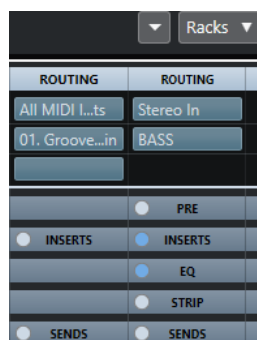 Racks
ROUTING ROUTING
All MIDI I...ts Stereo In
01. Groove...in BASS
PRE
INSERTS INSERTS
EQ
STRIP
SENDS SENDS